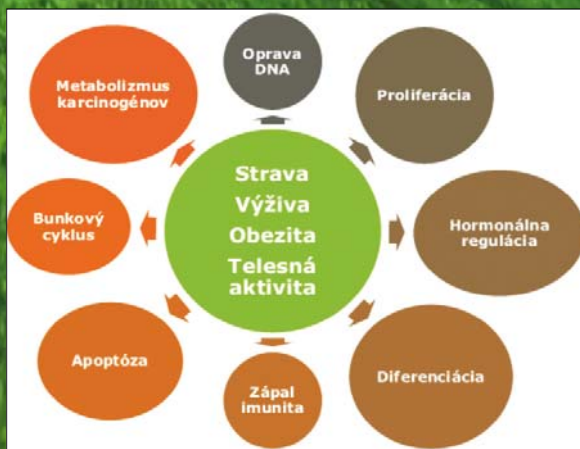 Oprava
DNA
Metabolizmus
karcinogénov
Proliferácia
Strava
Výživa
Obezita
Telesná
aktivita
Bunkový
cyklus
Hormonálna
regulácia
Apoptóza
Zápal
imunita
Diferenciácia